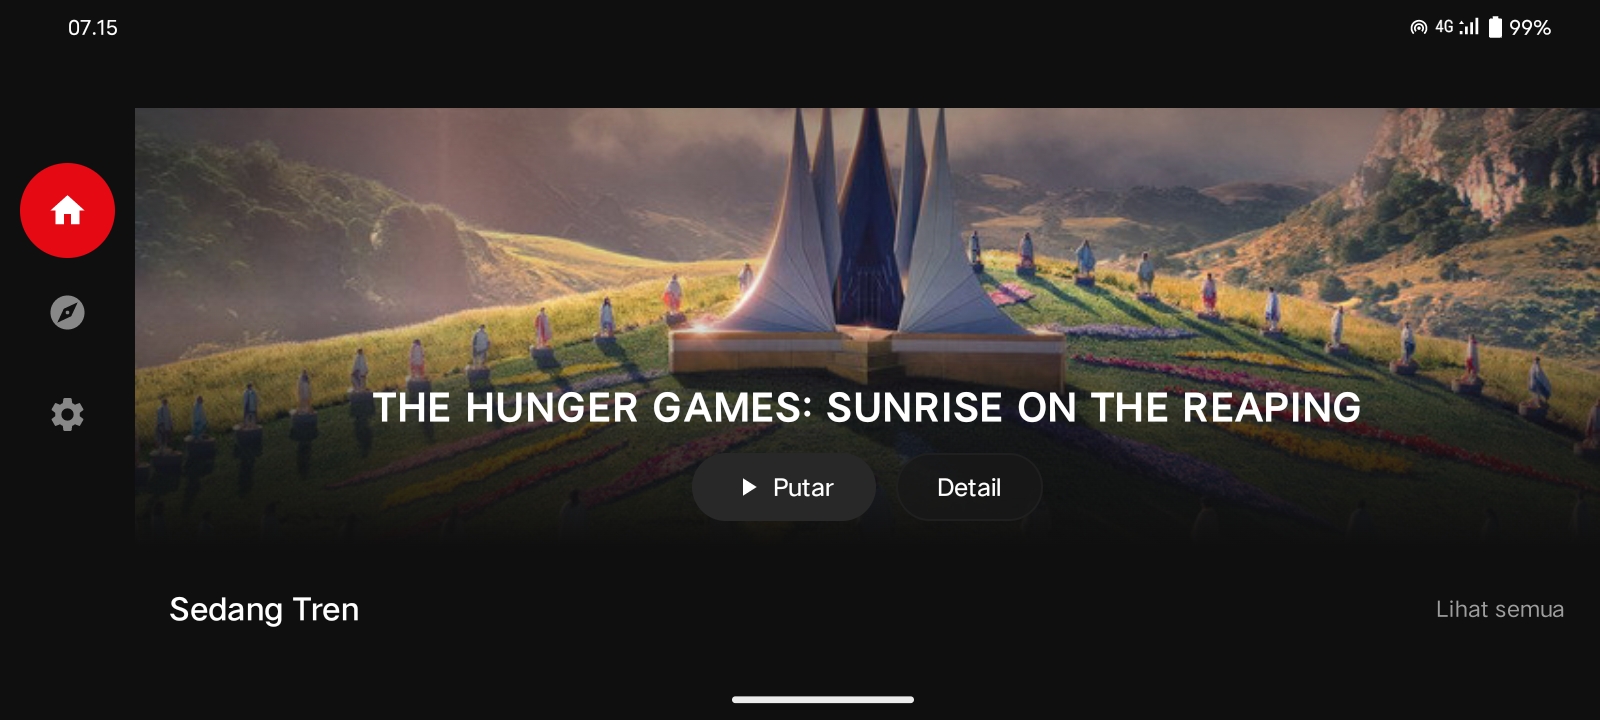 07.15
4G 99%
THE HUNGER GAMES: SUNRISE ON THE REAPING
Putar Detail
Sedang Tren Lihat semua